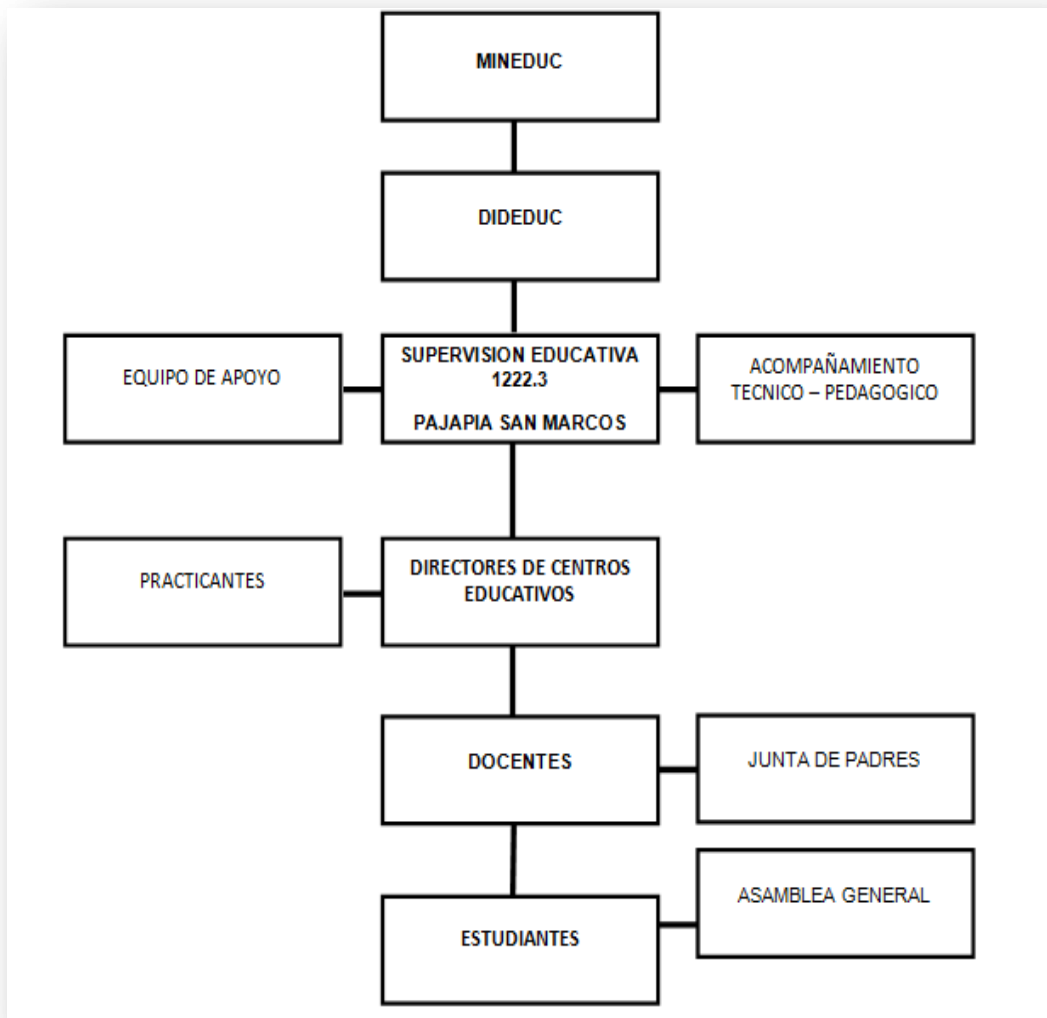 MINEDUC
DIDEDUC
EQUIPO DE APOYO
SUPERVISION EDUCATIVA
1222.3
PAJAPIA SAN MARCOS
ACOMPAÑAMIENTO
TECNICO – PEDAGOGICO
PRACTICANTES
DIRECTORES DE CENTROS
EDUCATIVOS
DOCENTES
JUNTA DE PADRES
ASAMBLEA GENERAL
ESTUDIANTES